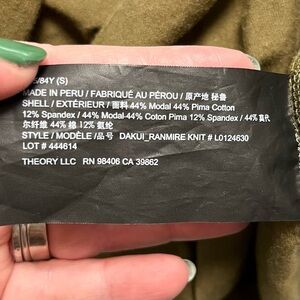 /84Y (S)
MADE IN PERU / FABRIQUÉ AU PÉROU / 原产地 秘鲁
SHELL / EXTÉRIEUR / 面料 44% Modal 44% Pima Cotton
12% Spandex / 44% Modal 44% Coton Pima 12% Spandex / 44% 莫代
尔纤维 44% 棉 12% 氨纶
STYLE / MODÈLE /品号 DAKUI_RANMIRE KNIT # L0124630
LOT # 444614
THEORY LLC RN 98406 CA 39862